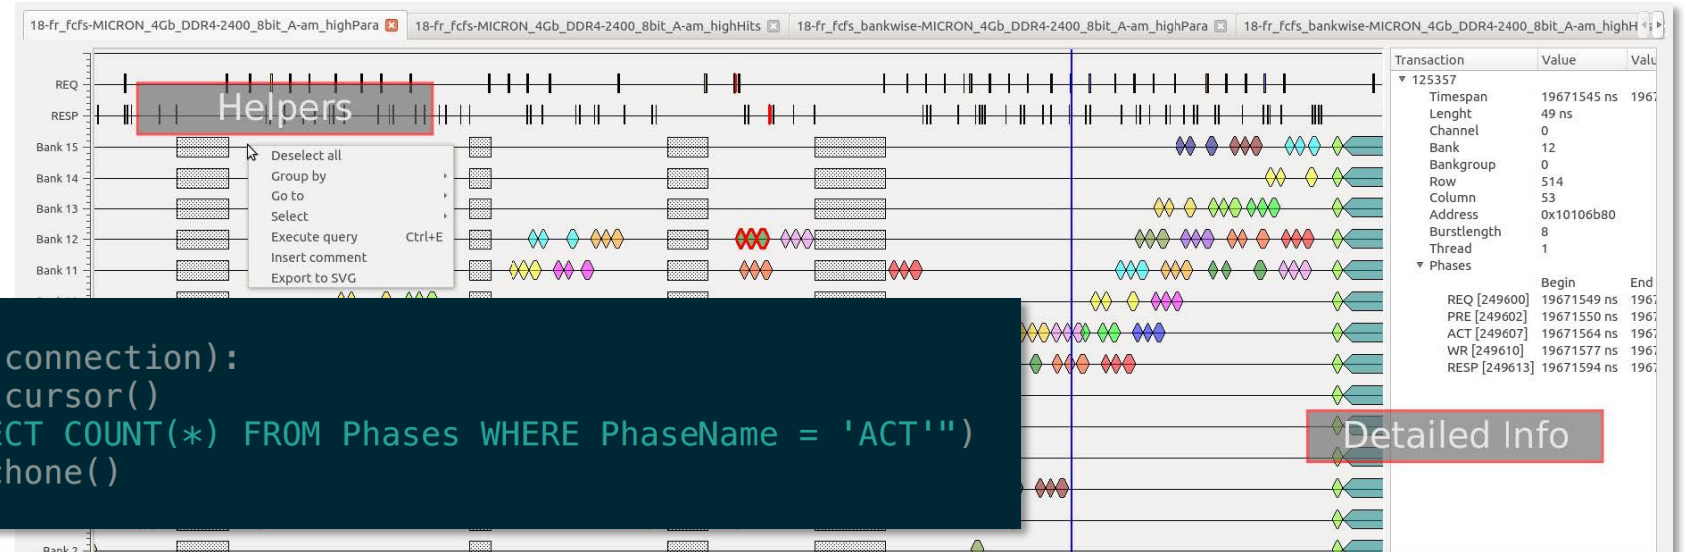 18-fr_fcfs-MICRON_4Gb_DDR4-2400_8bit_A-am_highPara
18-fr_fcfs-MICRON_4Gb_DDR4-2400_8bit_A-am_highHits
18-fr_fcfs_bankwise-MICRON_4Gb_DDR4-2400_8bit_A-am_highPara
18-fr_fcfs_bankwise-MICRON_4Gb_DDR4-2400_8bit_A-am_highH
REQ
RESP
Helpers
Bank 15
Bank 14
Bank 13
Bank 12
Bank 11
Deselect all
Group by
Go to
Select
Execute query Ctrl+E
Insert comment
Export to SVG
connection):
cursor()
ECT COUNT(*) FROM Phases WHERE PhaseName = 'ACT'")
chone()
Bank 2
Transaction Value Valu
125357
Timespan 19671545 ns 1967
Lenght 49 ns
Channel 0
Bank 12
Bankgroup 0
Row 514
Column 53
Address 0x10106b80
Burstlength 8
Thread 1
Phases
Begin End
REQ [249600] 19671549 ns 1967
PRE [249602] 19671550 ns 1967
ACT [249607] 19671564 ns 1967
WR [249610] 19671577 ns 1967
RESP [249613] 19671594 ns 1967
Detailed Info